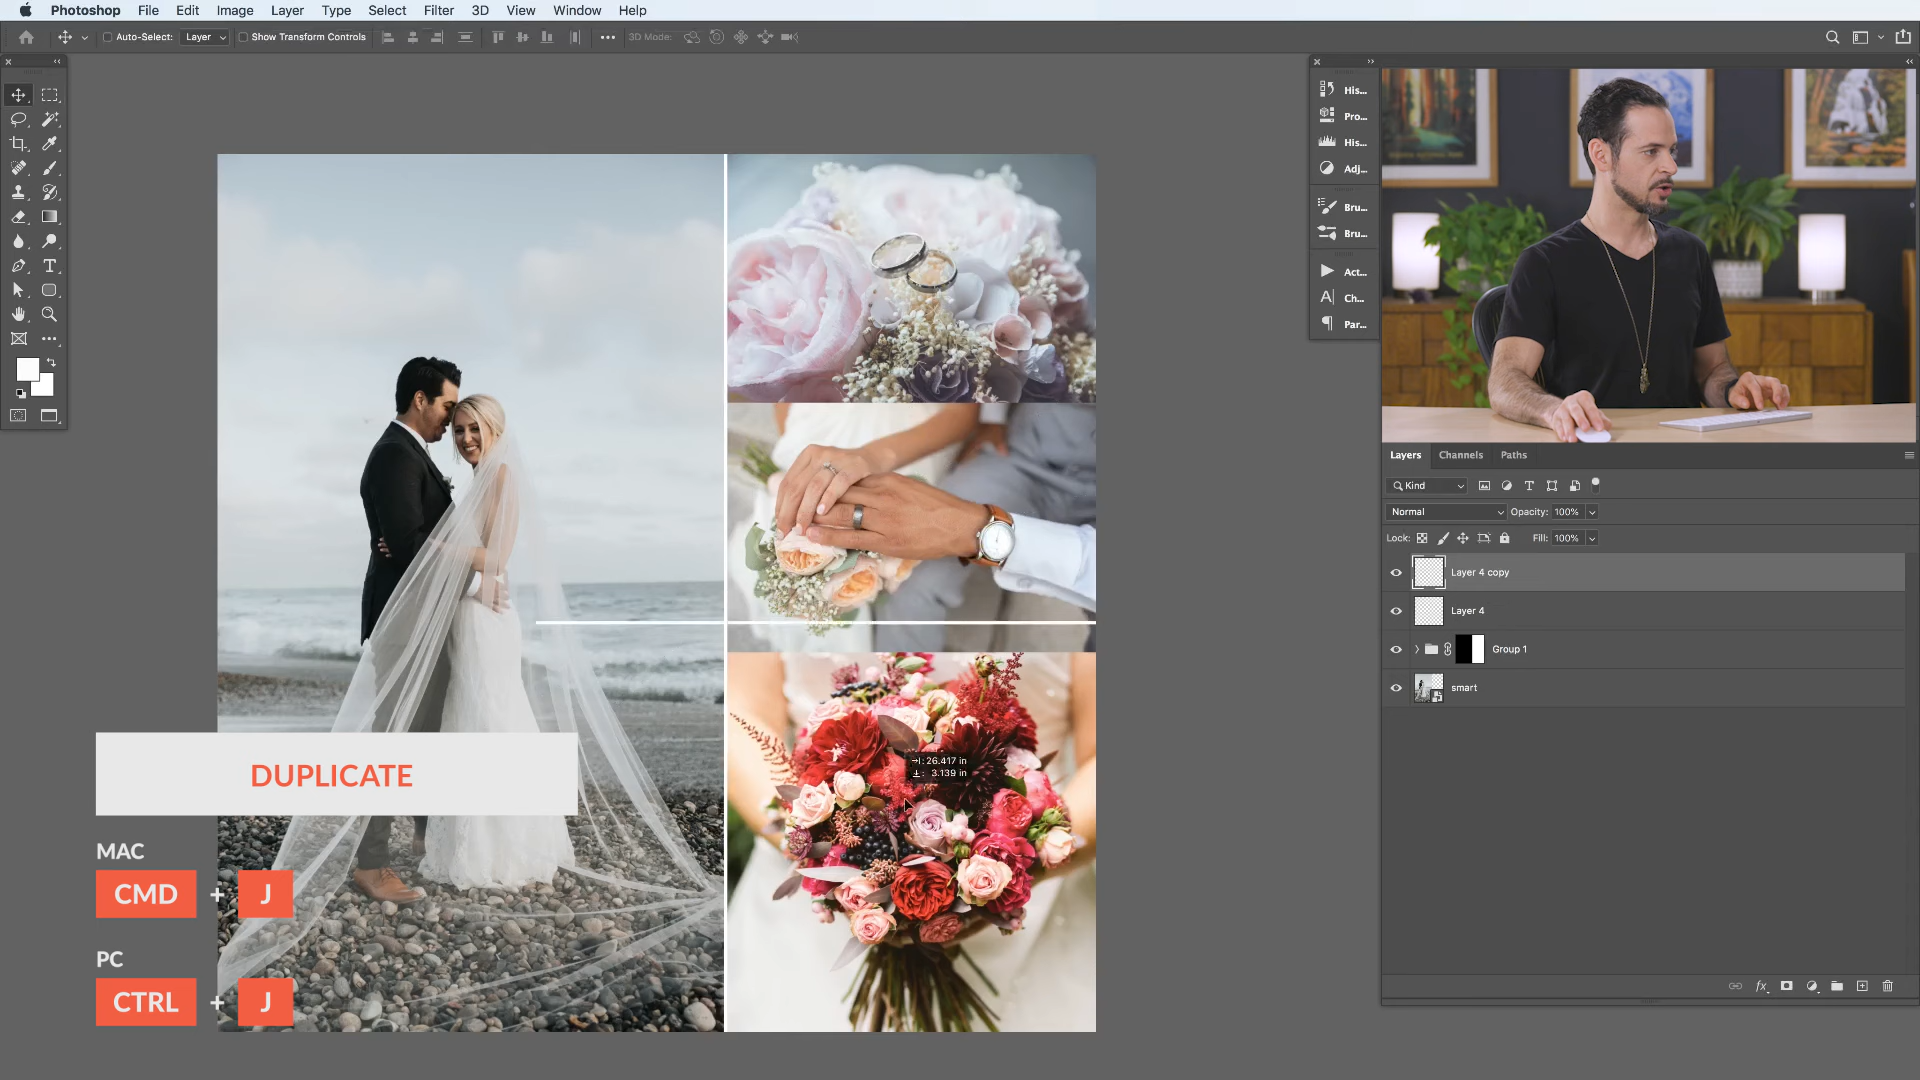 Photoshop File Edit Image Layer Type Select Filter 3D View Window Help
Auto-Select: Layer Show Transform Controls 3D Mode:
His...
Pro...
His...
Adj...
Bru...
Bru...
Act...
Ch...
Par...
Layers Channels Paths
Kind
Normal Opacity: 100%
Lock: Fill: 100%
Layer 4 copy
Layer 4
Group 1
smart
26.417 in
3.139 in
DUPLICATE
MAC
CMD + J
PC
CTRL + J